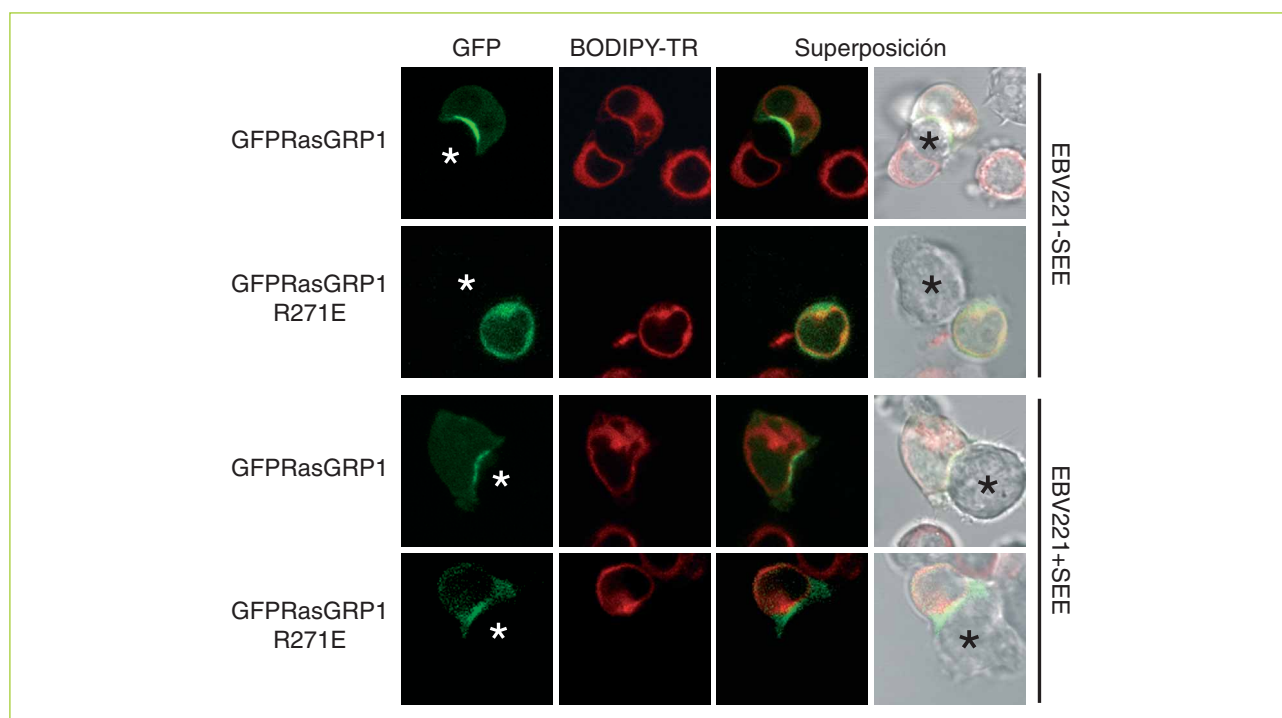 GFP BODIPY-TR Superposición
GFPRasGRP1
*
*
GFPRasGRP1
R271E
*
*
EBV221-SEE
GFPRasGRP1
*
*
GFPRasGRP1
R271E
*
*
EBV221+SEE